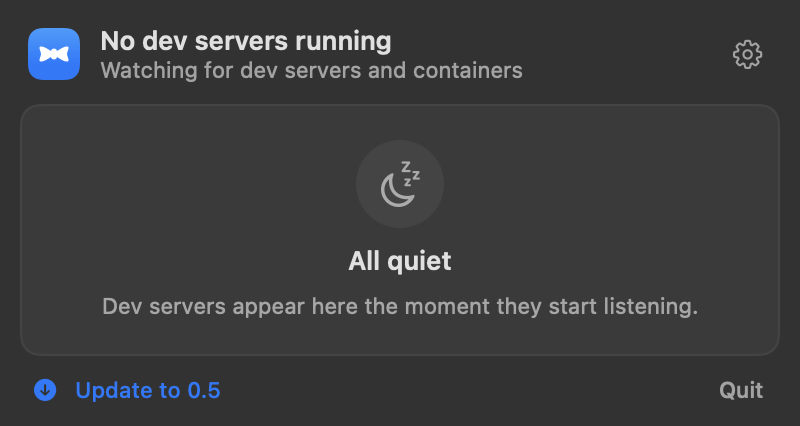 No dev servers running
Watching for dev servers and containers
z
z
z
All quiet
Dev servers appear here the moment they start listening.
Update to 0.5
Quit